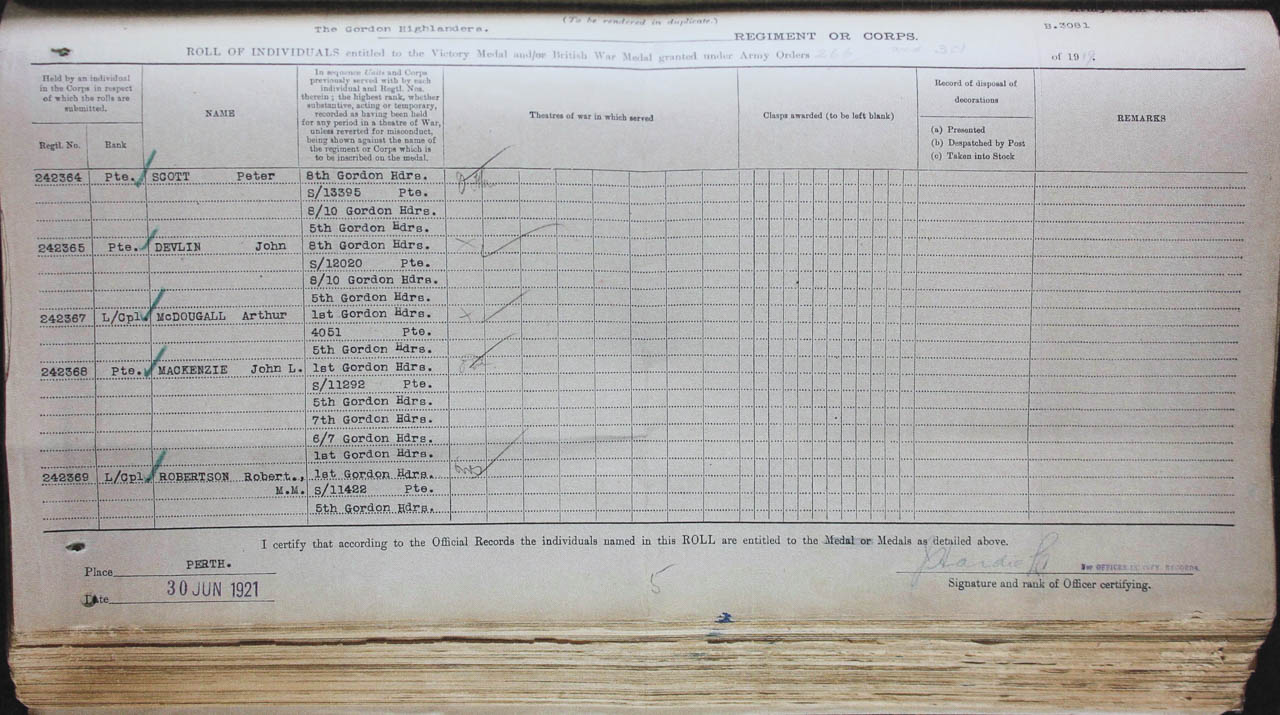 (To be rendered in duplicate.)
The Gordon Highlanders. REGIMENT OR CORPS. B.3081
ROLL OF INDIVIDUALS entitled to the Victory Medal and/or British War Medal granted under Army Orders 266 and 301 of 1919.
Held by an individual in the Corps in respect of which the rolls are submitted.
Regtl. No.
Rank
NAME
In sequence Units and Corps
previously served with by each
individual and Regtl. Nos.
therein; the highest rank, whether
substantive, acting or temporary,
recorded as having been held
for any period in a theatre of War,
unless reverted for misconduct,
being shown against the name of
the regiment or Corps which is
to be inscribed on the medal.
Theatres of war in which served
Clasps awarded (to be left blank)
Record of disposal of
decorations
(a) Presented
(b) Despatched by Post
(c) Taken into Stock
REMARKS
242364 Pte. SCOTT Peter 8th Gordon Hdrs.
S/13395 Pte.
8/10 Gordon Hdrs.
5th Gordon Hdrs.
242365 Pte. DEVLIN John 8th Gordon Hdrs.
S/12020 Pte.
8/10 Gordon Hdrs.
5th Gordon Hdrs.
242367 L/Cpl. McDOUGALL Arthur 1st Gordon Hdrs.
4051 Pte.
5th Gordon Hdrs.
242368 Pte. MACKENZIE John L. 1st Gordon Hdrs.
S/11292 Pte.
5th Gordon Hdrs.
7th Gordon Hdrs.
6/7 Gordon Hdrs.
1st Gordon Hdrs.
242369 L/Cpl. ROBERTSON Robert., 1st Gordon Hdrs.
M.M. S/11422 Pte.
5th Gordon Hdrs.
I certify that according to the Official Records the individuals named in this ROLL are entitled to the Medal or Medals as detailed above.
Place PERTH.
Date 30 JUN 1921
5
Signature and rank of Officer certifying.